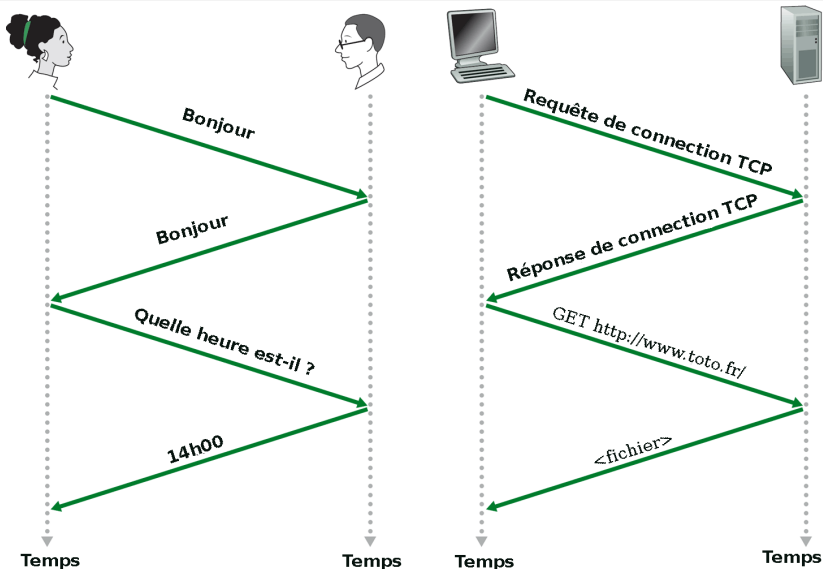 Bonjour
Bonjour
Quelle heure est-il ?
14h00
Temps
Temps
Requête de connection TCP
Réponse de connection TCP
GET http://www.toto.fr/
<fichier>
Temps
Temps